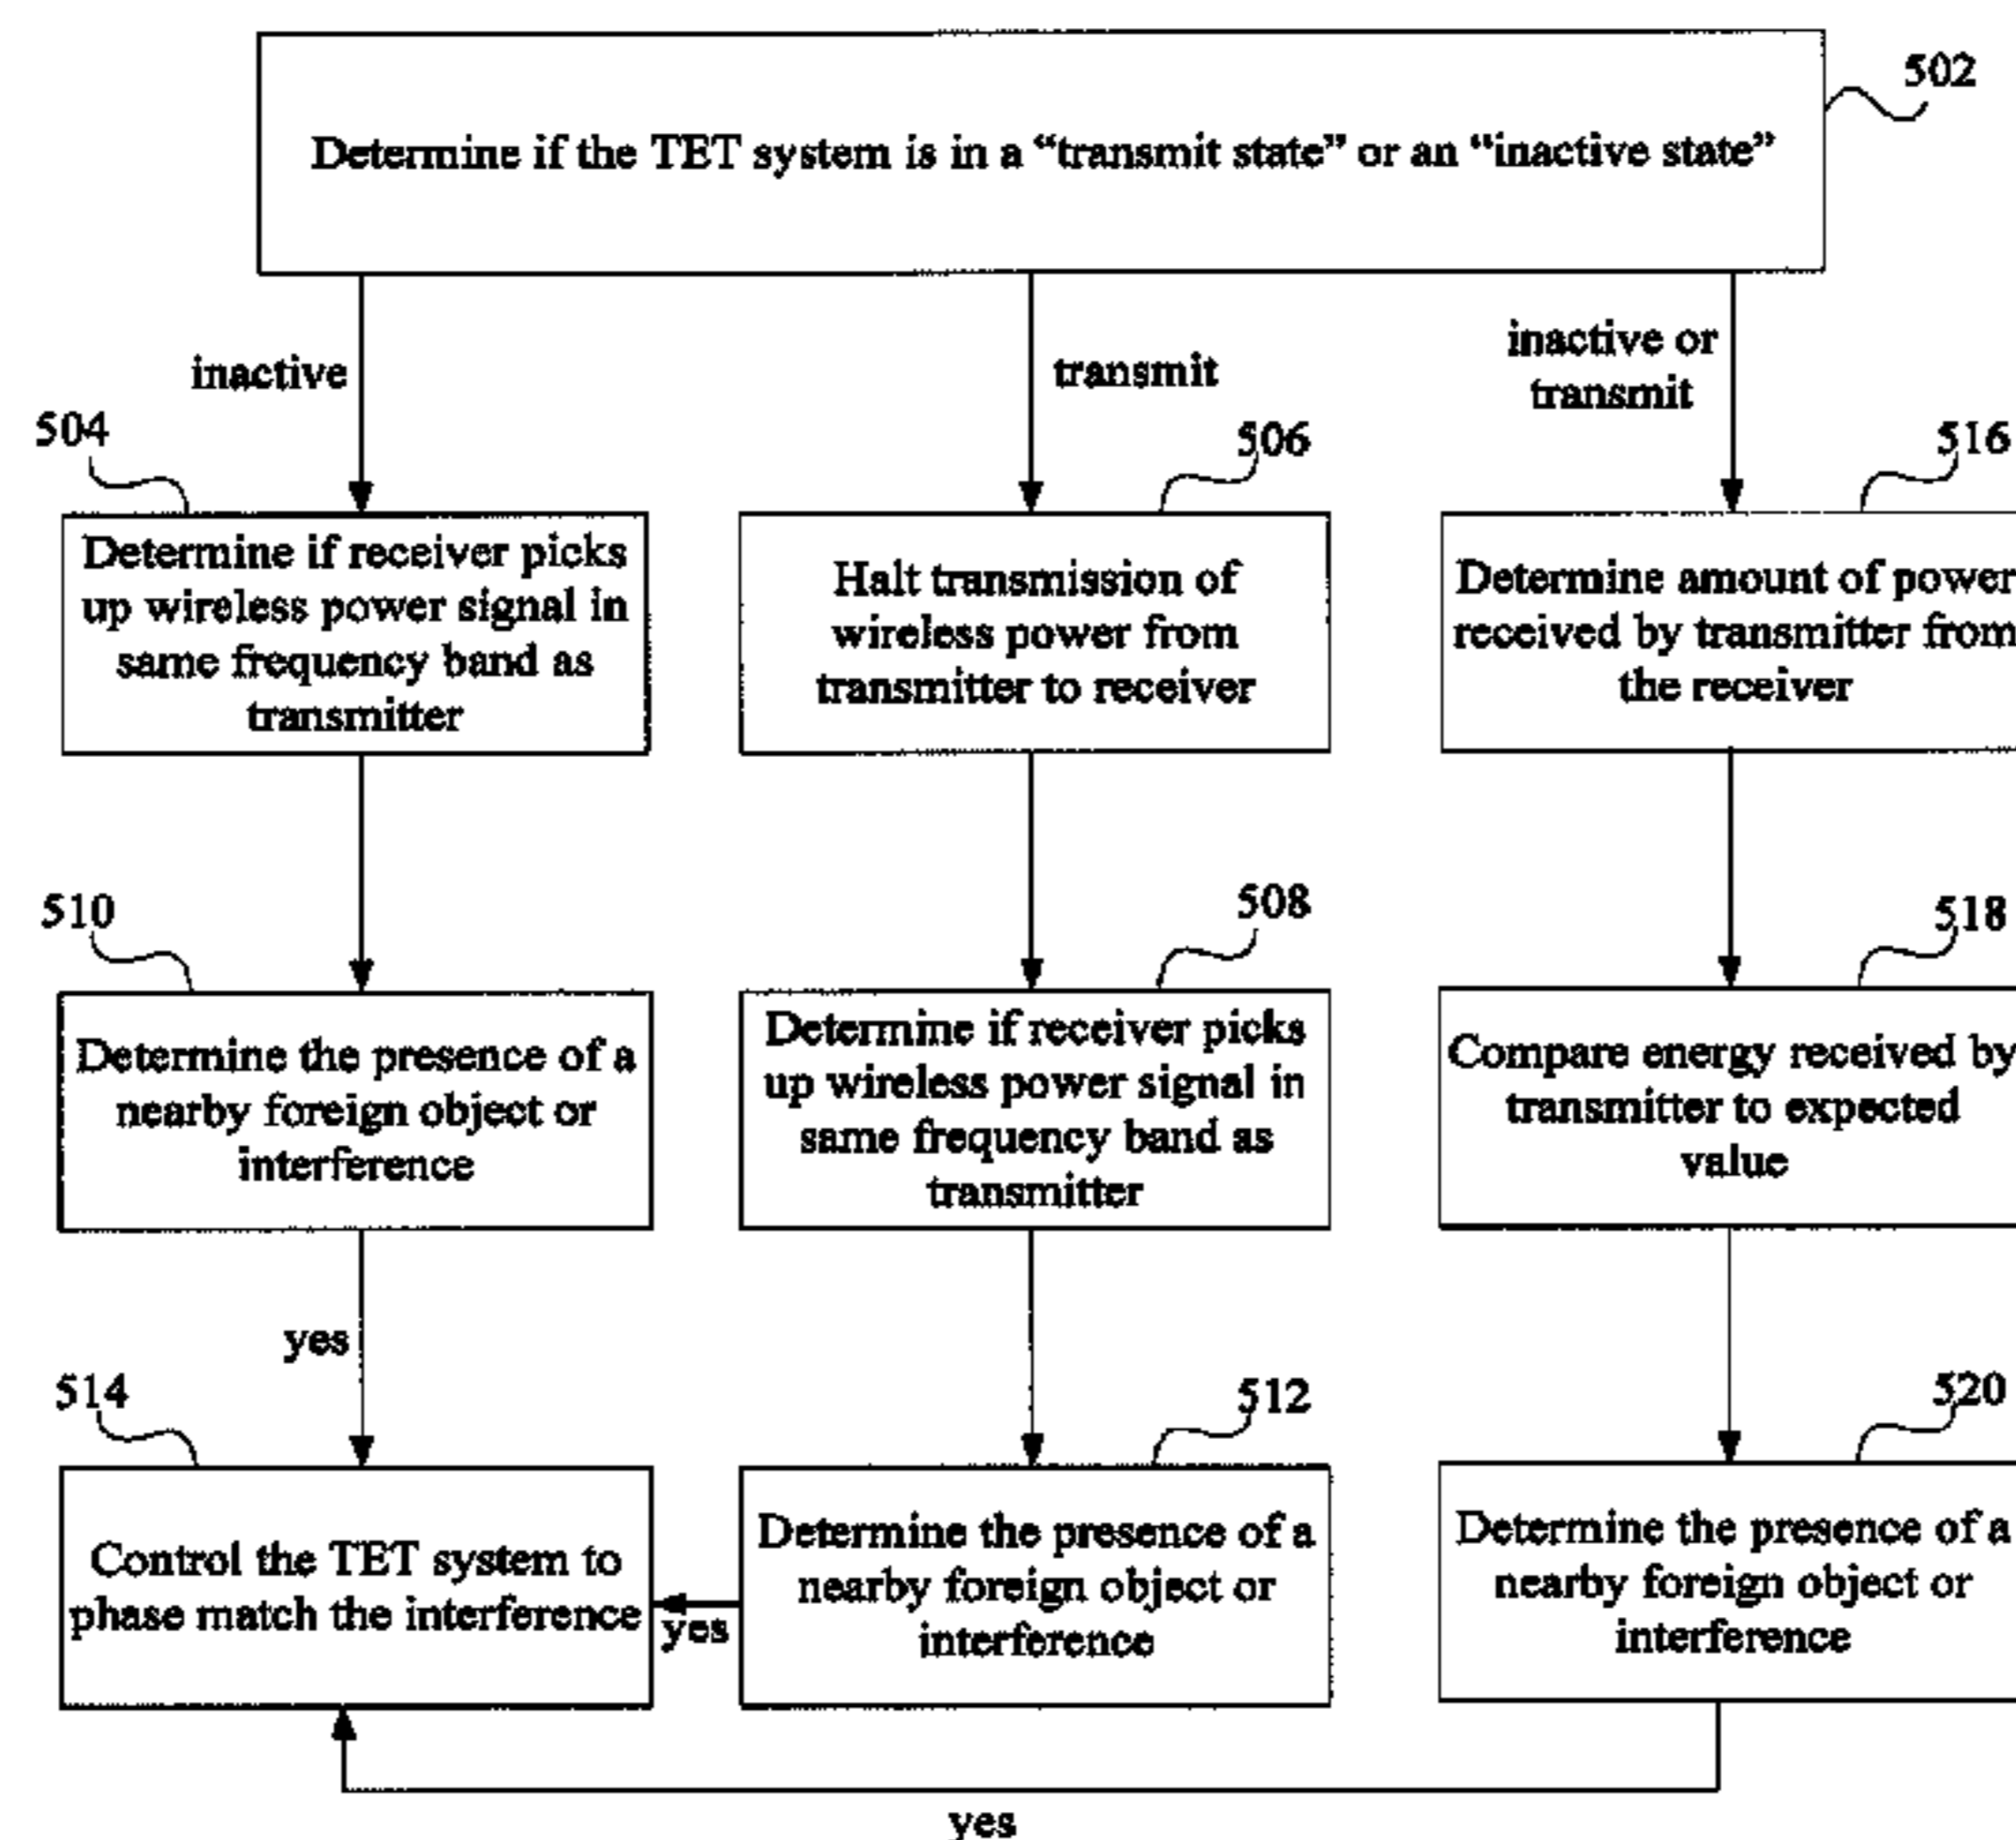 502
Determine if the TET system is in a “transmit state” or an “inactive state”
inactive
transmit
inactive or
transmit
504
506
516
Determine if receiver picks
up wireless power signal in
same frequency band as
transmitter
Halt transmission of
wireless power from
transmitter to receiver
Determine amount of power
received by transmitter from
the receiver
510
508
518
Determine the presence of a
nearby foreign object or
interference
Determine if receiver picks
up wireless power signal in
same frequency band as
transmitter
Compare energy received by
transmitter to expected
value
yes
514
512
520
Control the TET system to
phase match the interference
yes
Determine the presence of a
nearby foreign object or
interference
Determine the presence of a
nearby foreign object or
interference
yes